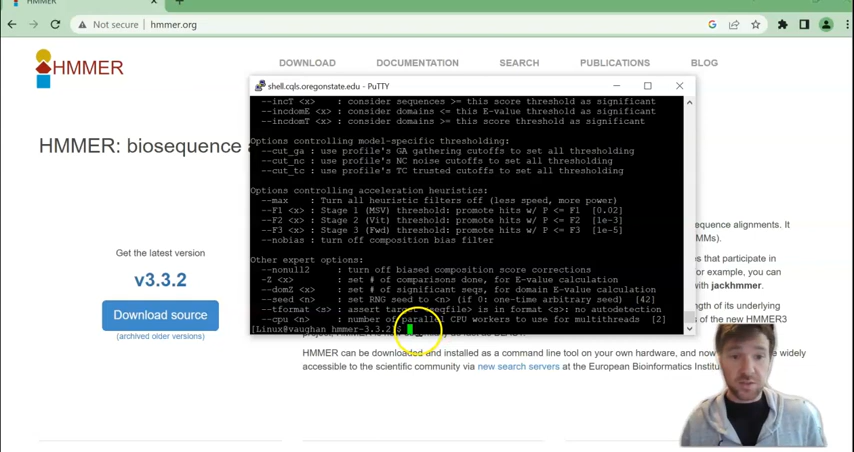 HMMER
Not secure | hmmer.org
HMMER
DOWNLOAD DOCUMENTATION SEARCH PUBLICATIONS BLOG
HMMER: biosequence a
Get the latest version
v3.3.2
Download source
(archived older versions)
shell.cqls.oregonstate.edu - PuTTY
--incT <x> : consider sequences >= this score threshold as significant
--incdomE <x> : consider domains <= this E-value threshold as significant
--incdomT <x> : consider domains >= this score threshold as significant
Options controlling model-specific thresholding:
--cut_ga : use profile's GA gathering cutoffs to set all thresholding
--cut_nc : use profile's NC noise cutoffs to set all thresholding
--cut_tc : use profile's TC trusted cutoffs to set all thresholding
Options controlling acceleration heuristics:
--max : Turn all heuristic filters off (less speed, more power)
--F1 <x> : Stage 1 (MSV) threshold: promote hits w/ P <= F1 [0.02]
--F2 <x> : Stage 2 (Vit) threshold: promote hits w/ P <= F2 [1e-3]
--F3 <x> : Stage 3 (Fwd) threshold: promote hits w/ P <= F3 [1e-5]
--nobias : turn off composition bias filter
Other expert options:
--nonull2 : turn off biased composition score corrections
-Z <x> : set # of comparisons done, for E-value calculation
--domZ <x> : set # of significant seqs, for domain E-value calculation
--seed <n> : set RNG seed to <n> (if 0: one-time arbitrary seed) [42]
--tformat <s> : assert target <seqfile> is in format <s>: no autodetection
--cpu <n> : number of parallel CPU workers to use for multithreads [2]
[Linux@vaughan hmmer-3.3.2]$
equence alignments. It
MMs).
es that participate in
or example, you can
with jackhmmer.
ngth of its underlying
s of the new HMMER3
HMMER can be downloaded and installed as a command line tool on your own hardware, and now widely
accessible to the scientific community via new search servers at the European Bioinformatics